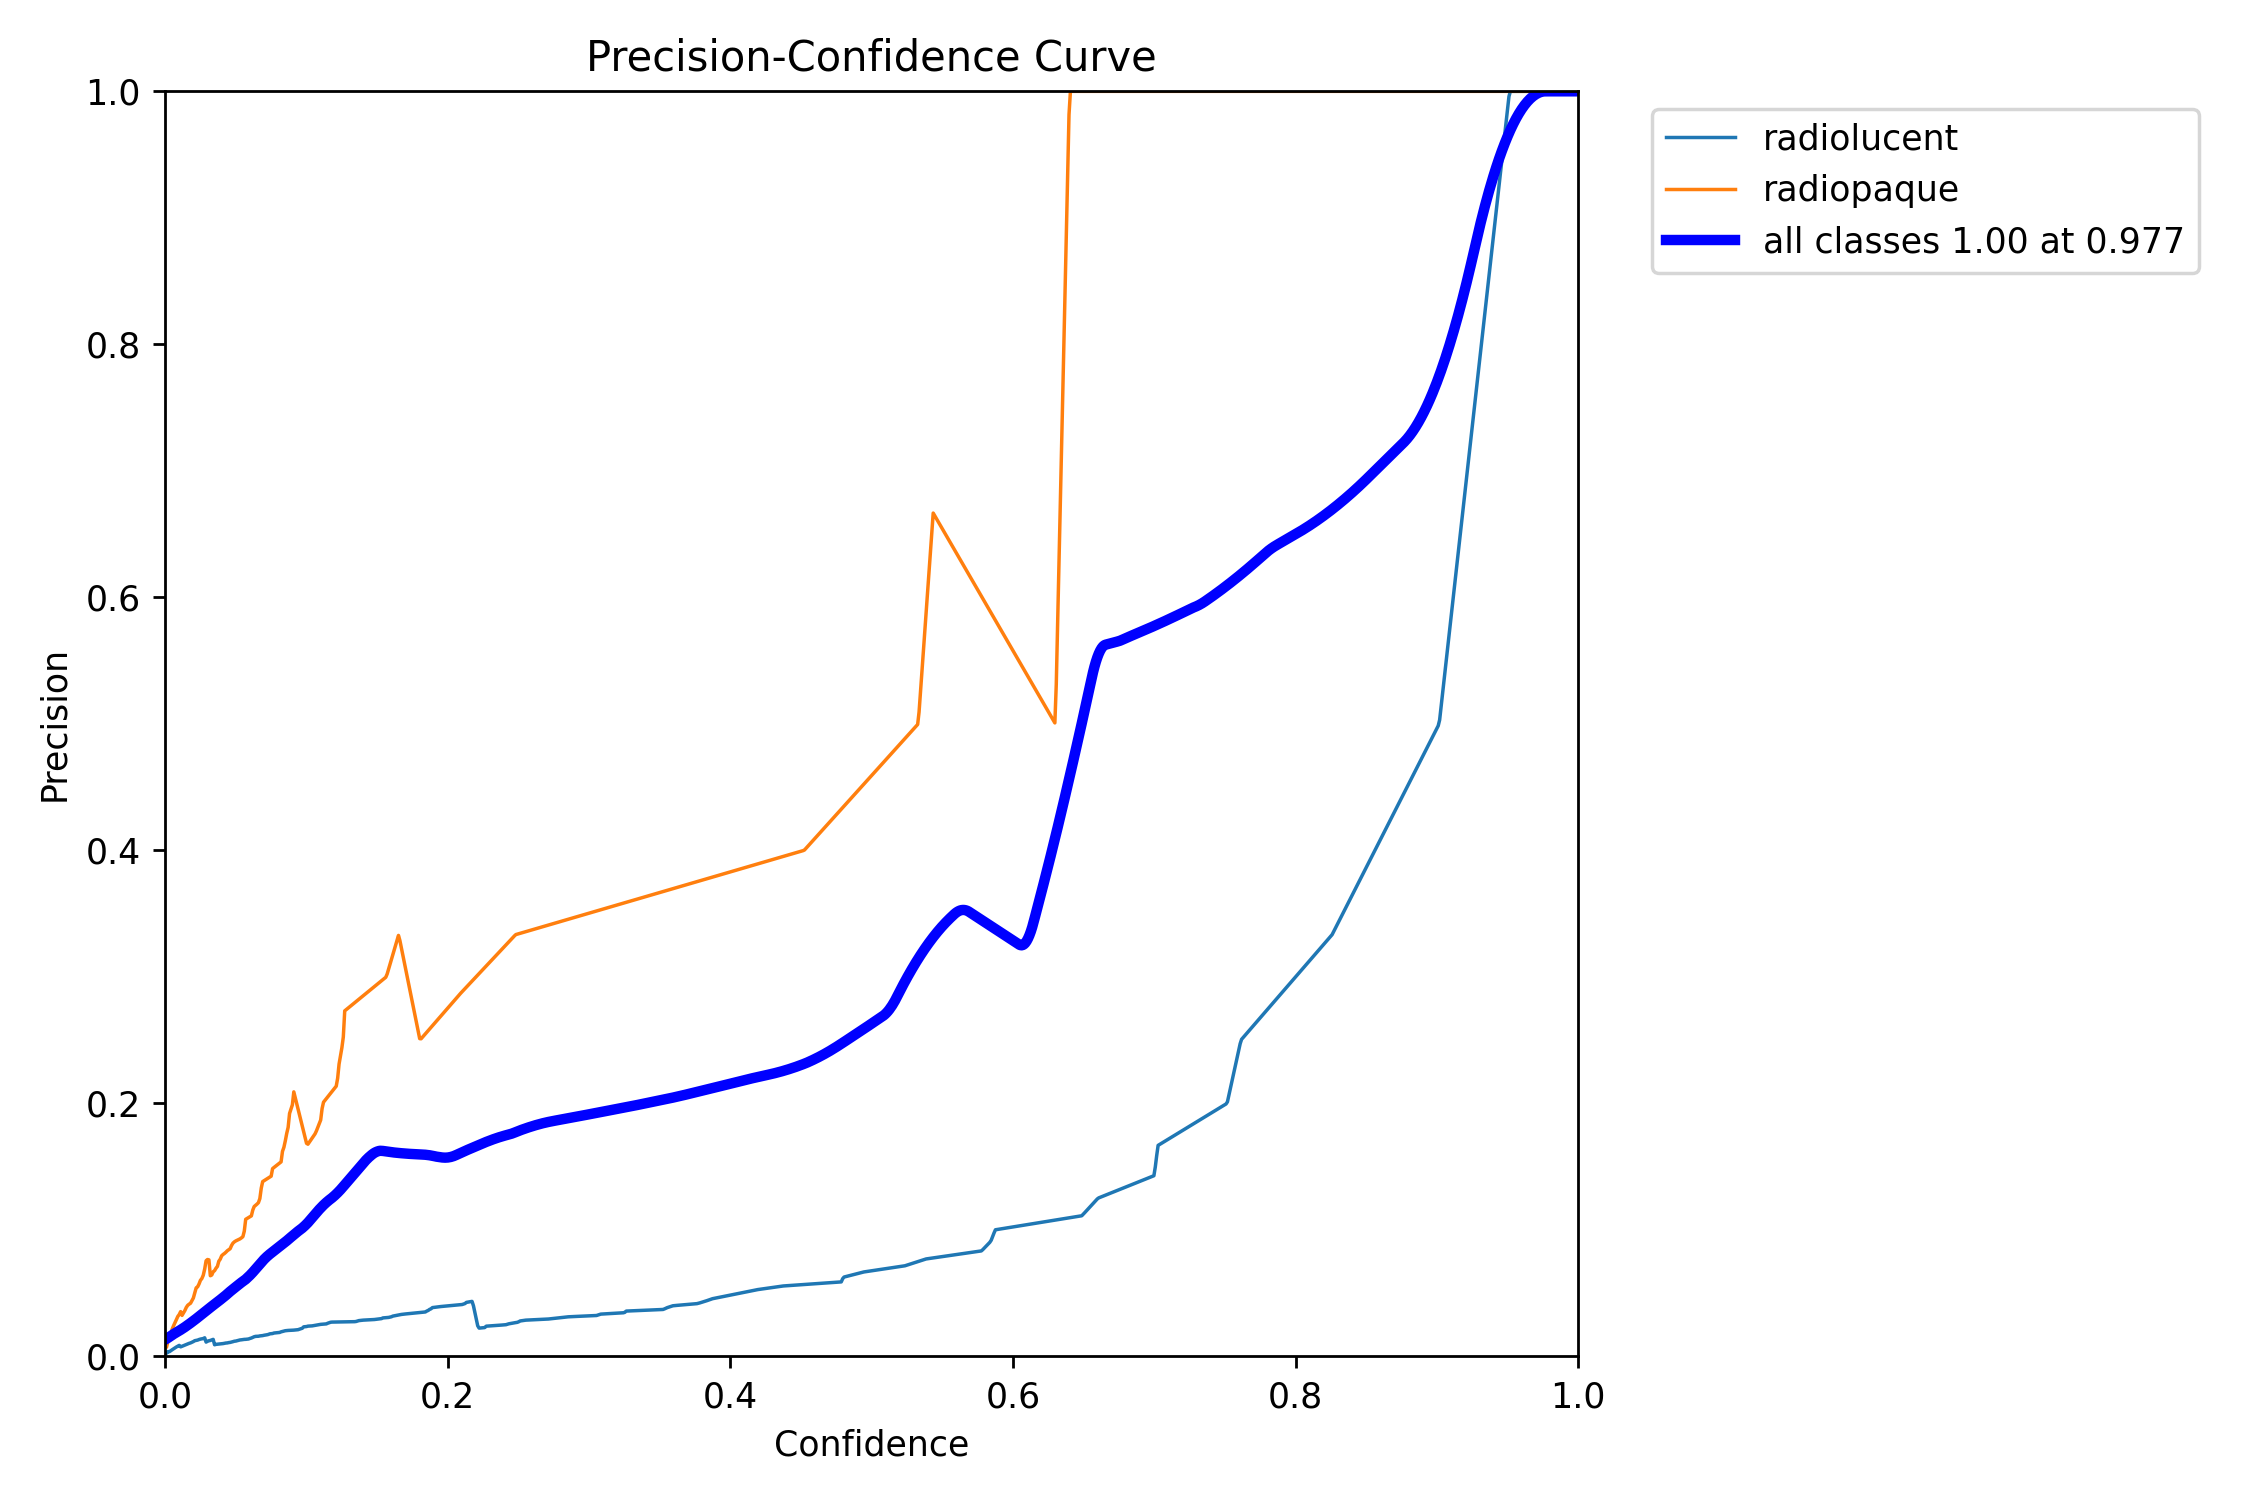 Precision-Confidence Curve
1.0
0.8
0.6
0.4
0.2
0.0
Precision
0.0 0.2 0.4 0.6 0.8 1.0
Confidence
radiolucent
radiopaque
all classes 1.00 at 0.977